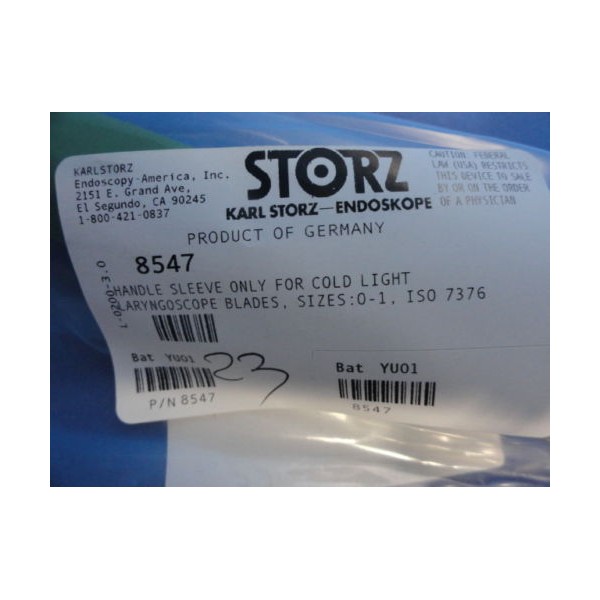 KARLSTORZ
Endoscopy-America, Inc.
2151 E. Grand Ave,
El Segundo, CA 90245
1-800-421-0837
STORZ
KARL STORZ—ENDOSKOPE
CAUTION: FEDERAL
LAW (USA) RESTRICTS
THIS DEVICE TO SALE
BY OR ON THE ORDER
OF A PHYSICIAN
PRODUCT OF GERMANY
8547
HANDLE SLEEVE ONLY FOR COLD LIGHT
LARYNGOSCOPE BLADES, SIZES:0-1, ISO 7376
L-0200-3.0
Bat YU01
23
P/N 8547
Bat YU01
8547